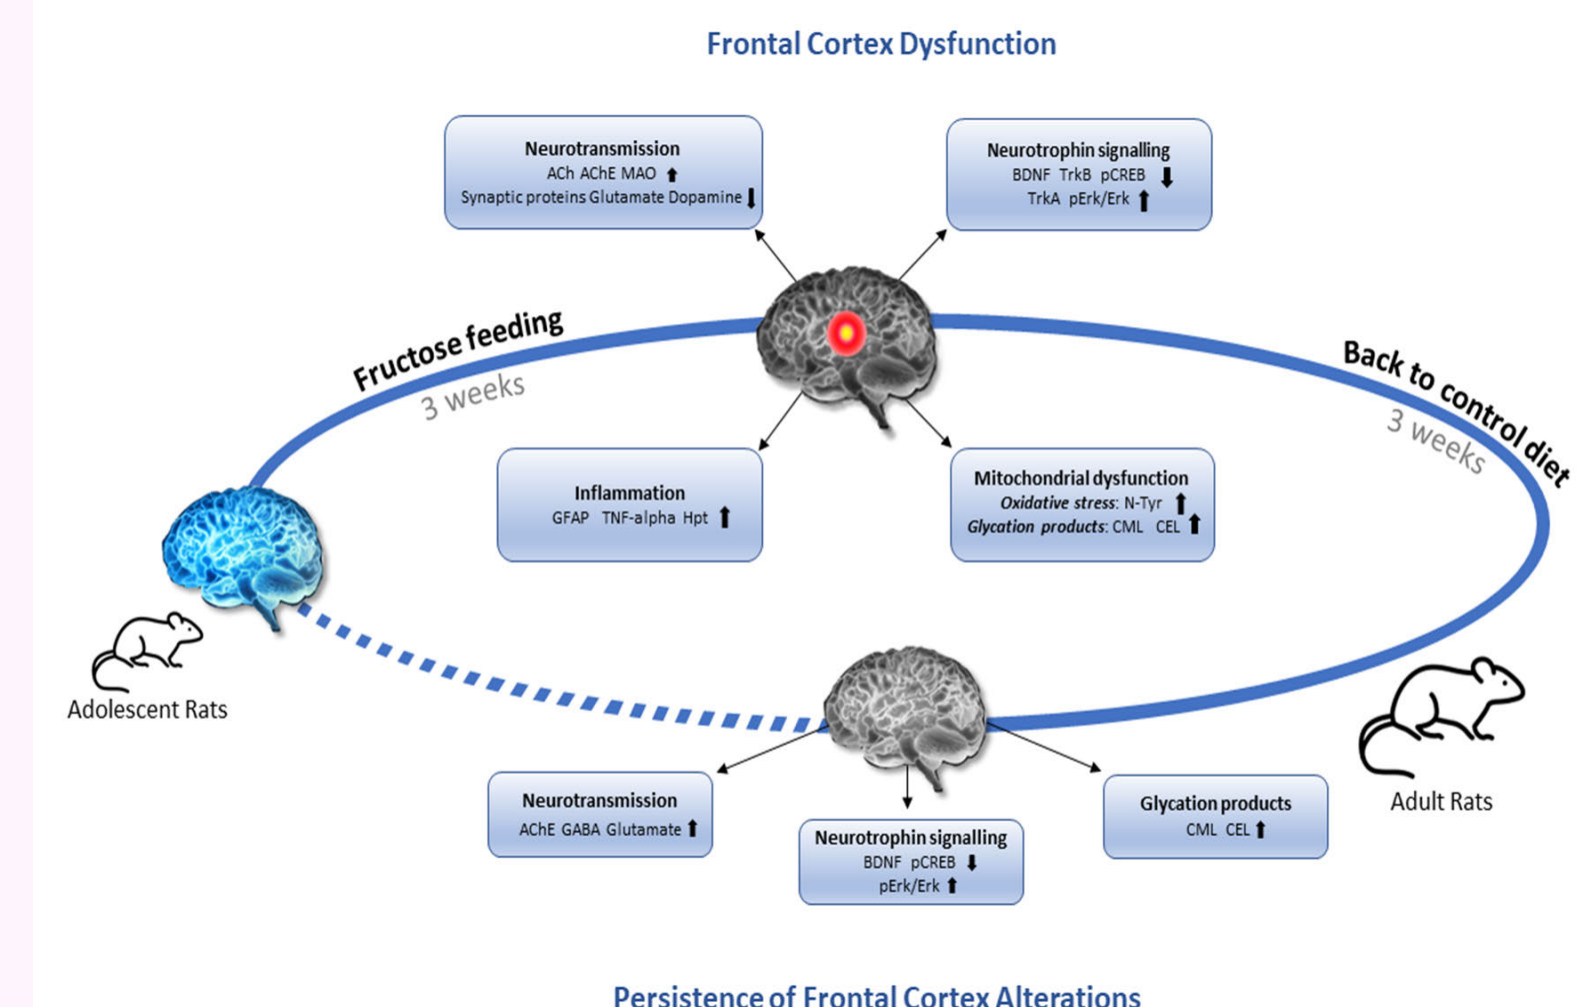 Frontal Cortex Dysfunction
Neurotransmission
ACh AChE MAO
Synaptic proteins Glutamate Dopamine
Neurotrophin signalling
BDNF TrkB pCREB
TrkA pErk/Erk
Fructose feeding
3 weeks
Back to control diet
3 weeks
Inflammation
GFAP TNF-alpha Hpt
Mitochondrial dysfunction
Oxidative stress: N-Tyr
Glycation products: CML CEL
Adolescent Rats
Adult Rats
Neurotransmission
AChE GABA Glutamate
Neurotrophin signalling
BDNF pCREB
pErk/Erk
Glycation products
CML CEL
Persistence of Frontal Cortex Alterations